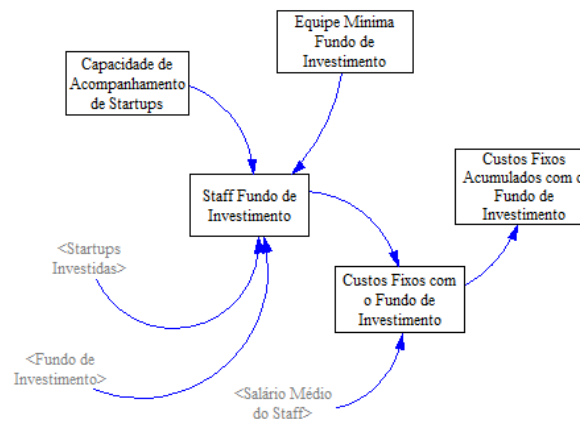 Equipe Mínima
Fundo de
Investimento
Capacidade de
Acompanhamento
de Startups
Custos Fixos
Acumulados com o
Fundo de
Investimento
Staff Fundo de
Investimento
<Startups
Investidas>
Custos Fixos com
o Fundo de
Investimento
<Fundo de
Investimento>
<Salário Médio
do Staff>